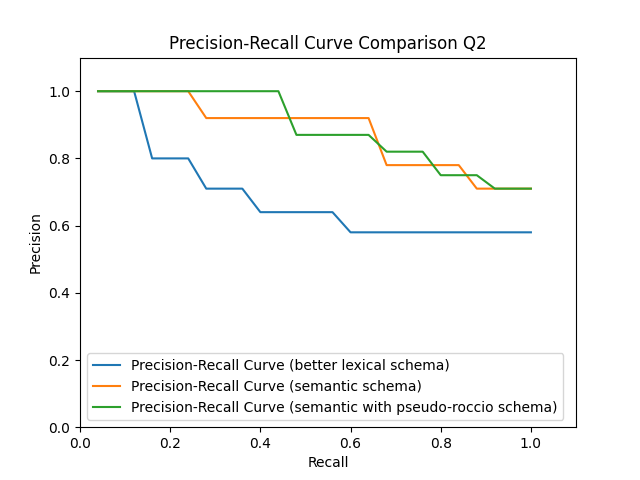 Precision-Recall Curve Comparison Q2
1.0
0.8
0.6
0.4
0.2
0.0
Precision
Precision-Recall Curve (better lexical schema)
Precision-Recall Curve (semantic schema)
Precision-Recall Curve (semantic with pseudo-roccio schema)
0.0 0.2 0.4 0.6 0.8 1.0
Recall